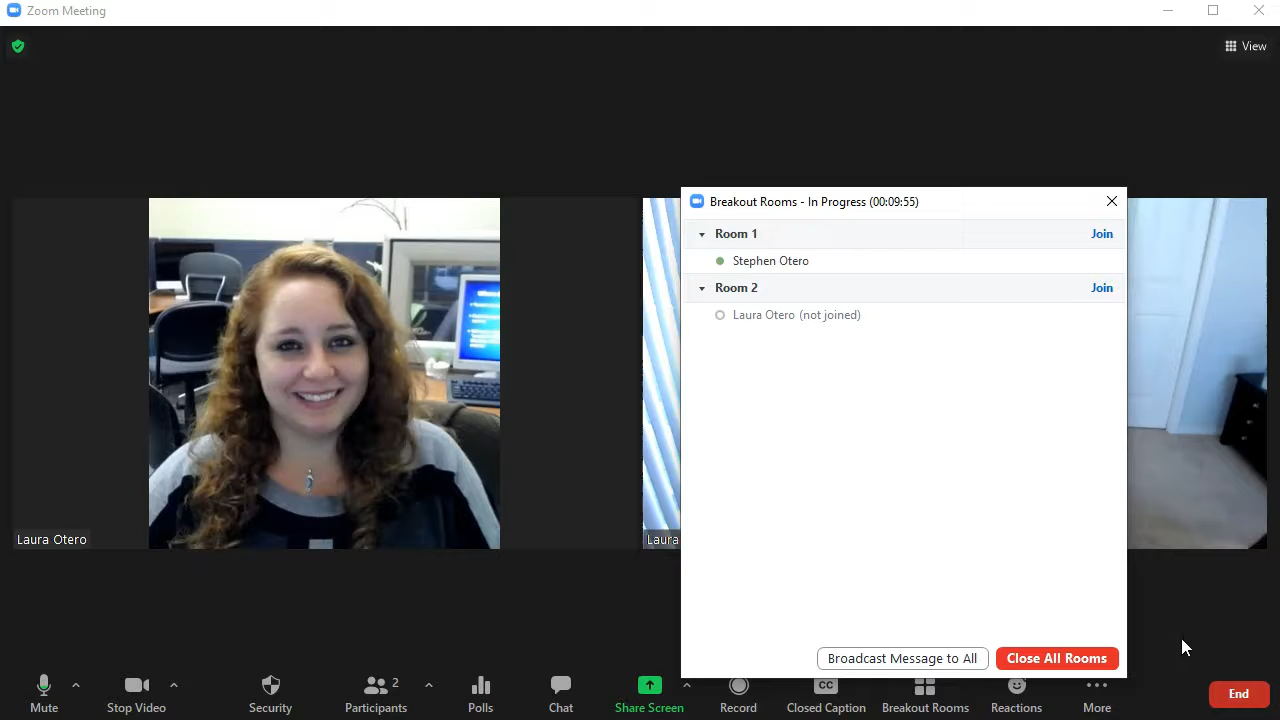 Zoom Meeting
View
Breakout Rooms - In Progress (00:09:55)
Room 1 Join
Stephen Otero
Room 2 Join
Laura Otero (not joined)
Laura Otero
Laura
Broadcast Message to All
Close All Rooms
Mute
Stop Video
Security
Participants 2
Polls
Chat
Share Screen
Record
CC
Closed Caption
Breakout Rooms
Reactions
More
End